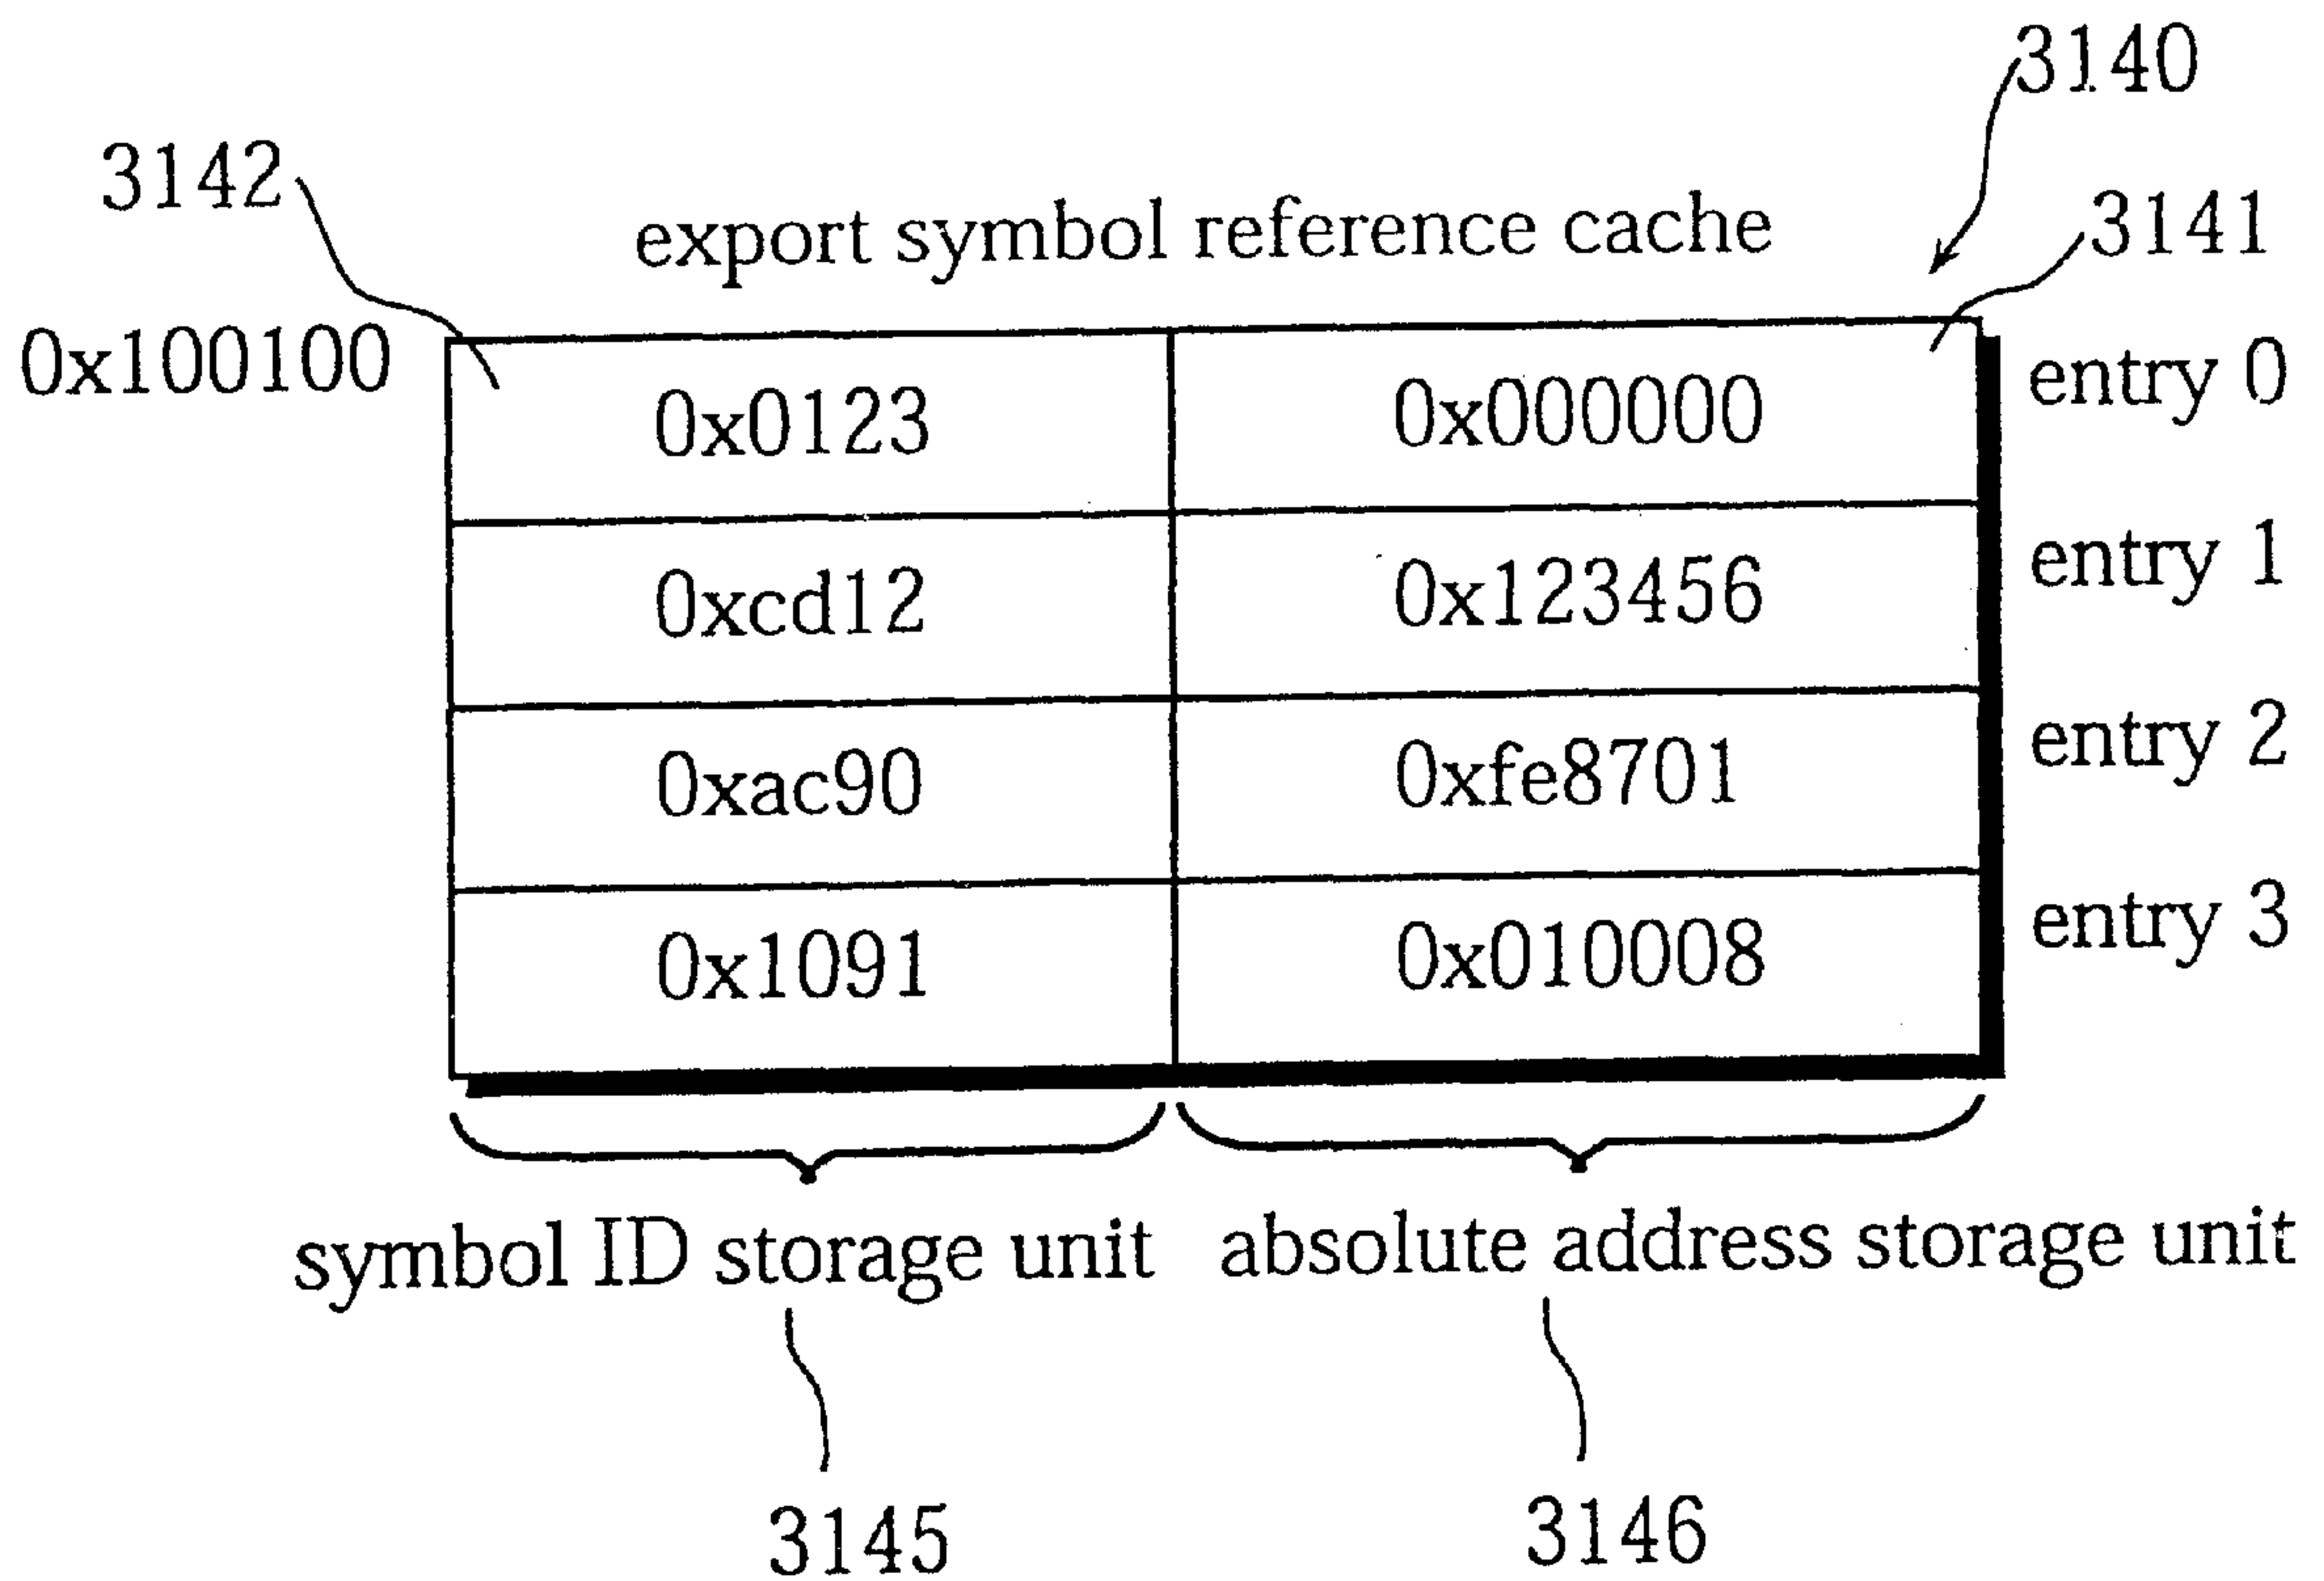 3140
3142
export symbol reference cache
3141
0x100100
0x0123 0x000000 entry 0
0xcd12 0x123456 entry 1
0xac90 0xfe8701 entry 2
0x1091 0x010008 entry 3
symbol ID storage unit absolute address storage unit
3145 3146